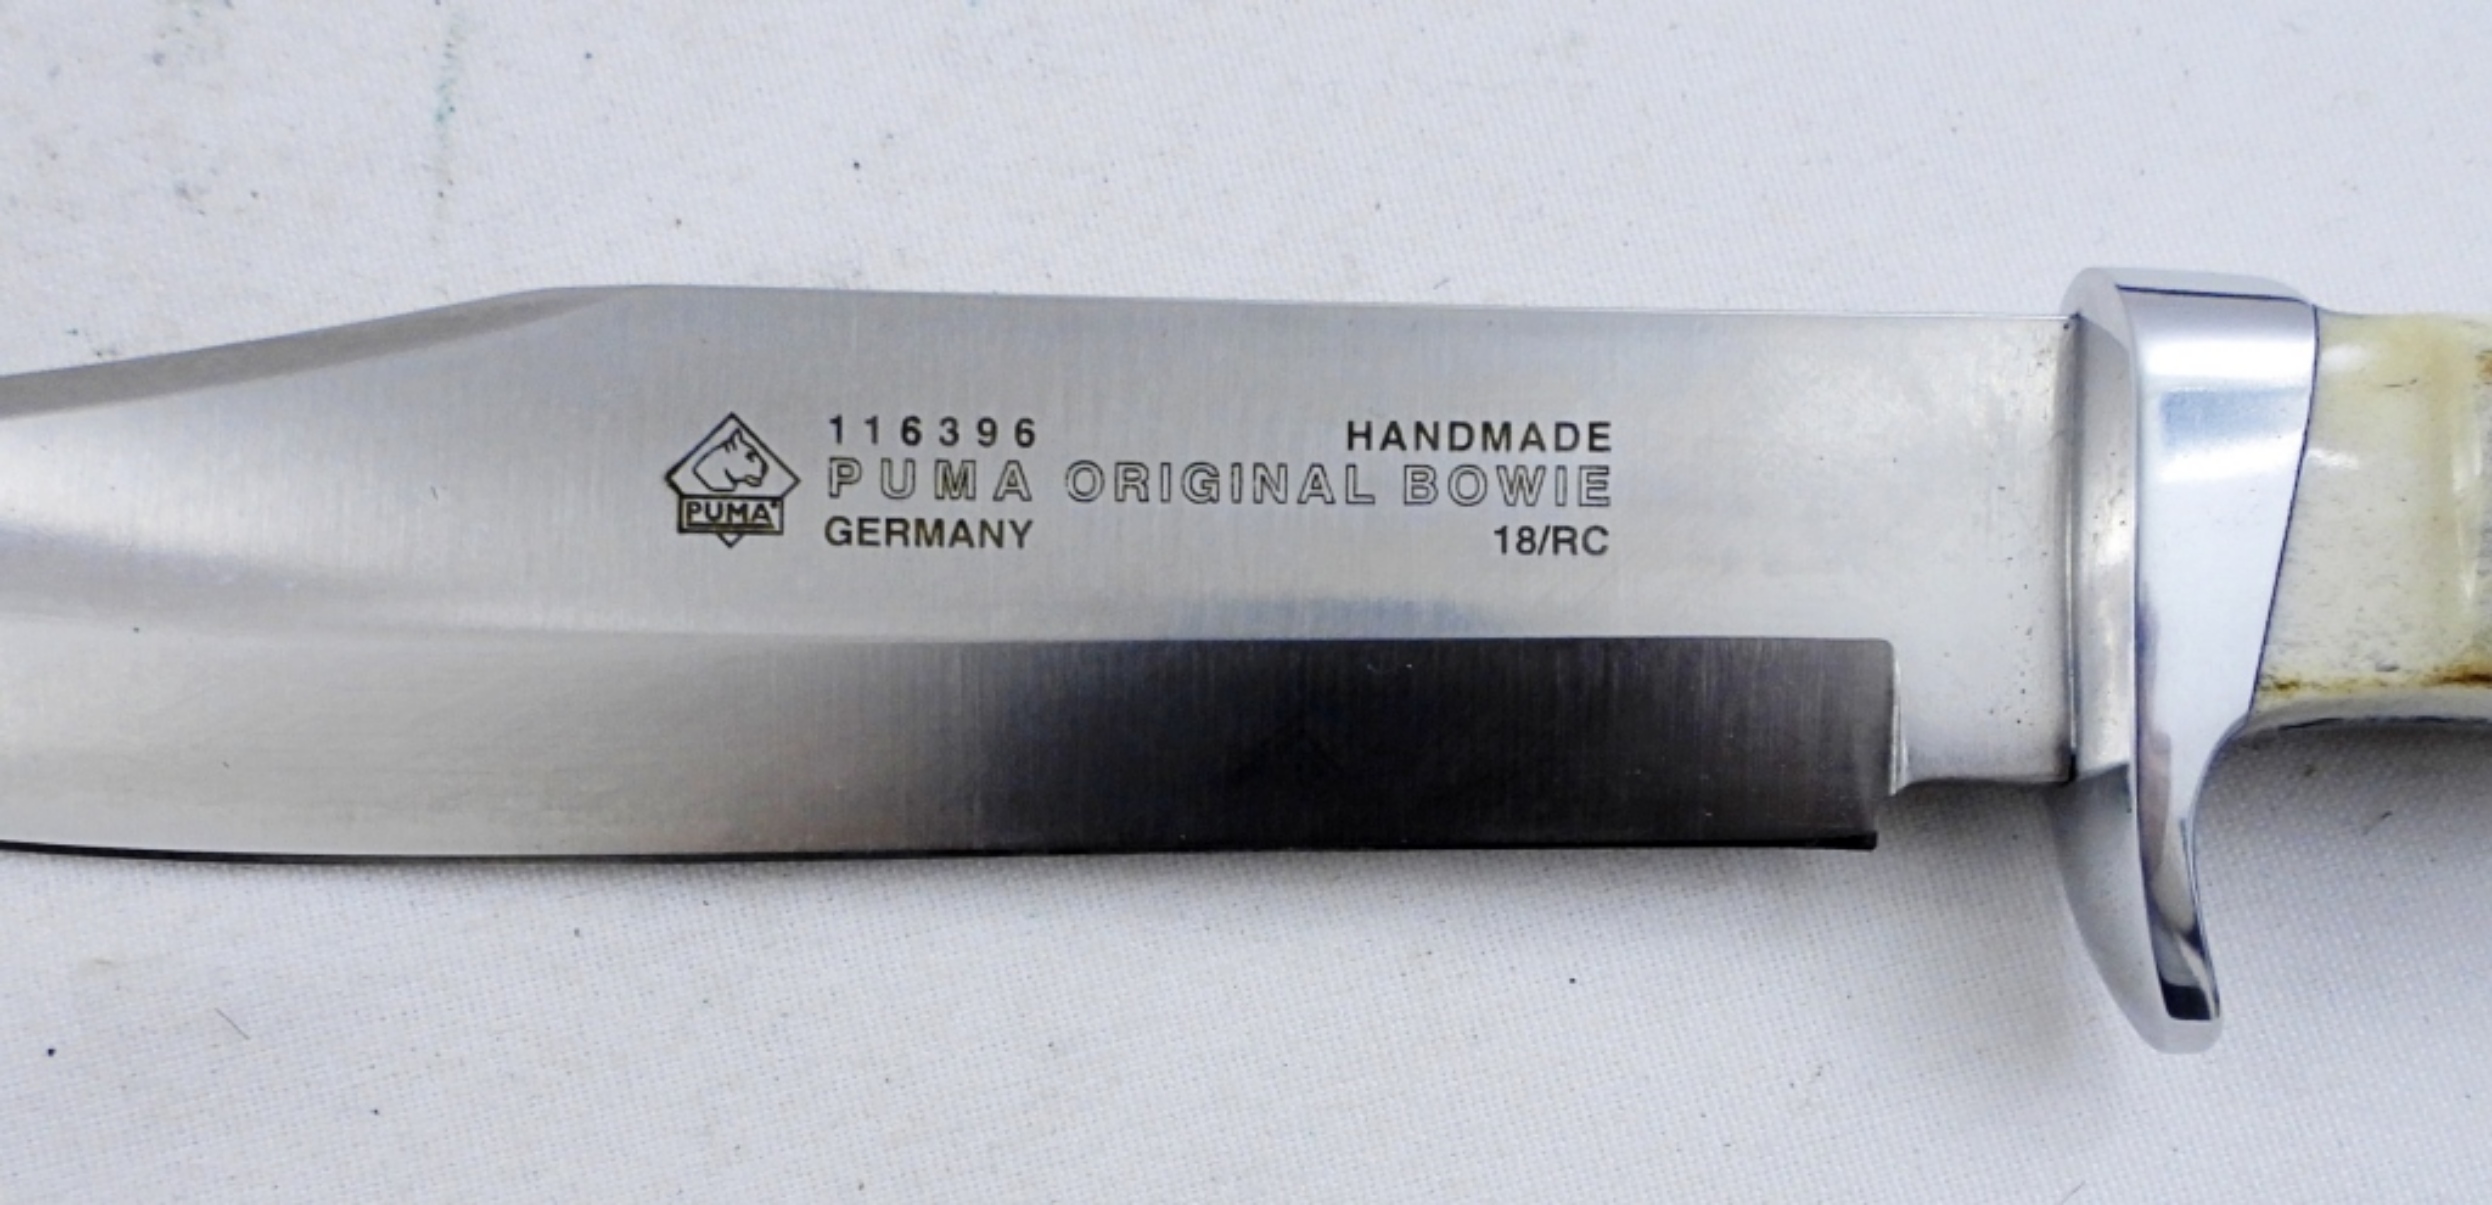 PUMA
116396 HANDMADE
PUMA ORIGINAL BOWIE
GERMANY 18/RC